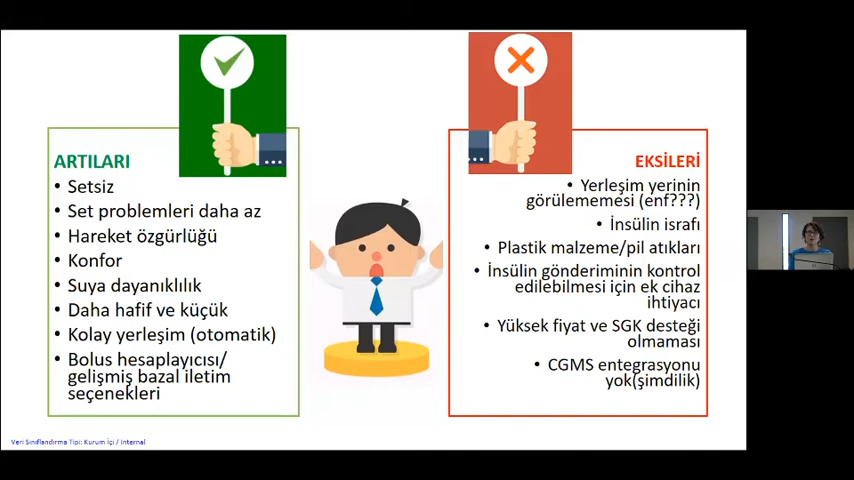 ARTILARI
• Setsiz
• Set problemleri daha az
• Hareket özgürlüğü
• Konfor
• Suya dayanıklılık
• Daha hafif ve küçük
• Kolay yerleşim (otomatik)
• Bolus hesaplayıcısı/
gelişmiş bazal iletim
seçenekleri
EKSİLERİ
• Yerleşim yerinin
görülememesi (enf???)
• İnsülin israfı
• Plastik malzeme/pil atıkları
• İnsülin gönderiminin kontrol
edilebilmesi için ek cihaz
ihtiyacı
• Yüksek fiyat ve SGK desteği
olmaması
• CGMS entegrasyonu
yok(şimdilik)
Veri Sınıflandırma Tipi: Kurum İçi / Internal